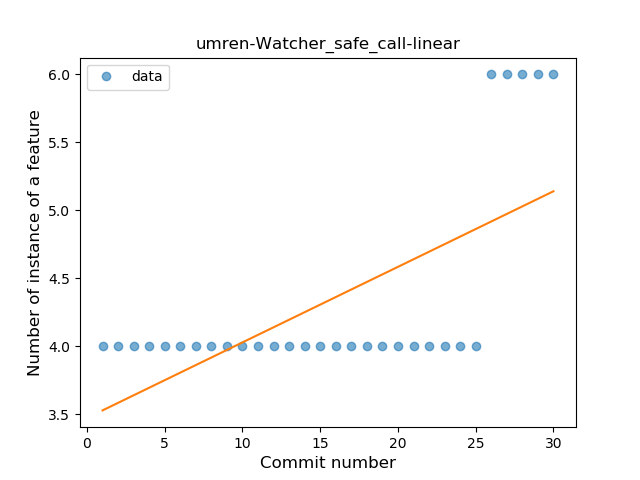 umren-Watcher_safe_call-linear
data
Number of instance of a feature
6.0
5.5
5.0
4.5
4.0
3.5
0 5 10 15 20 25 30
Commit number